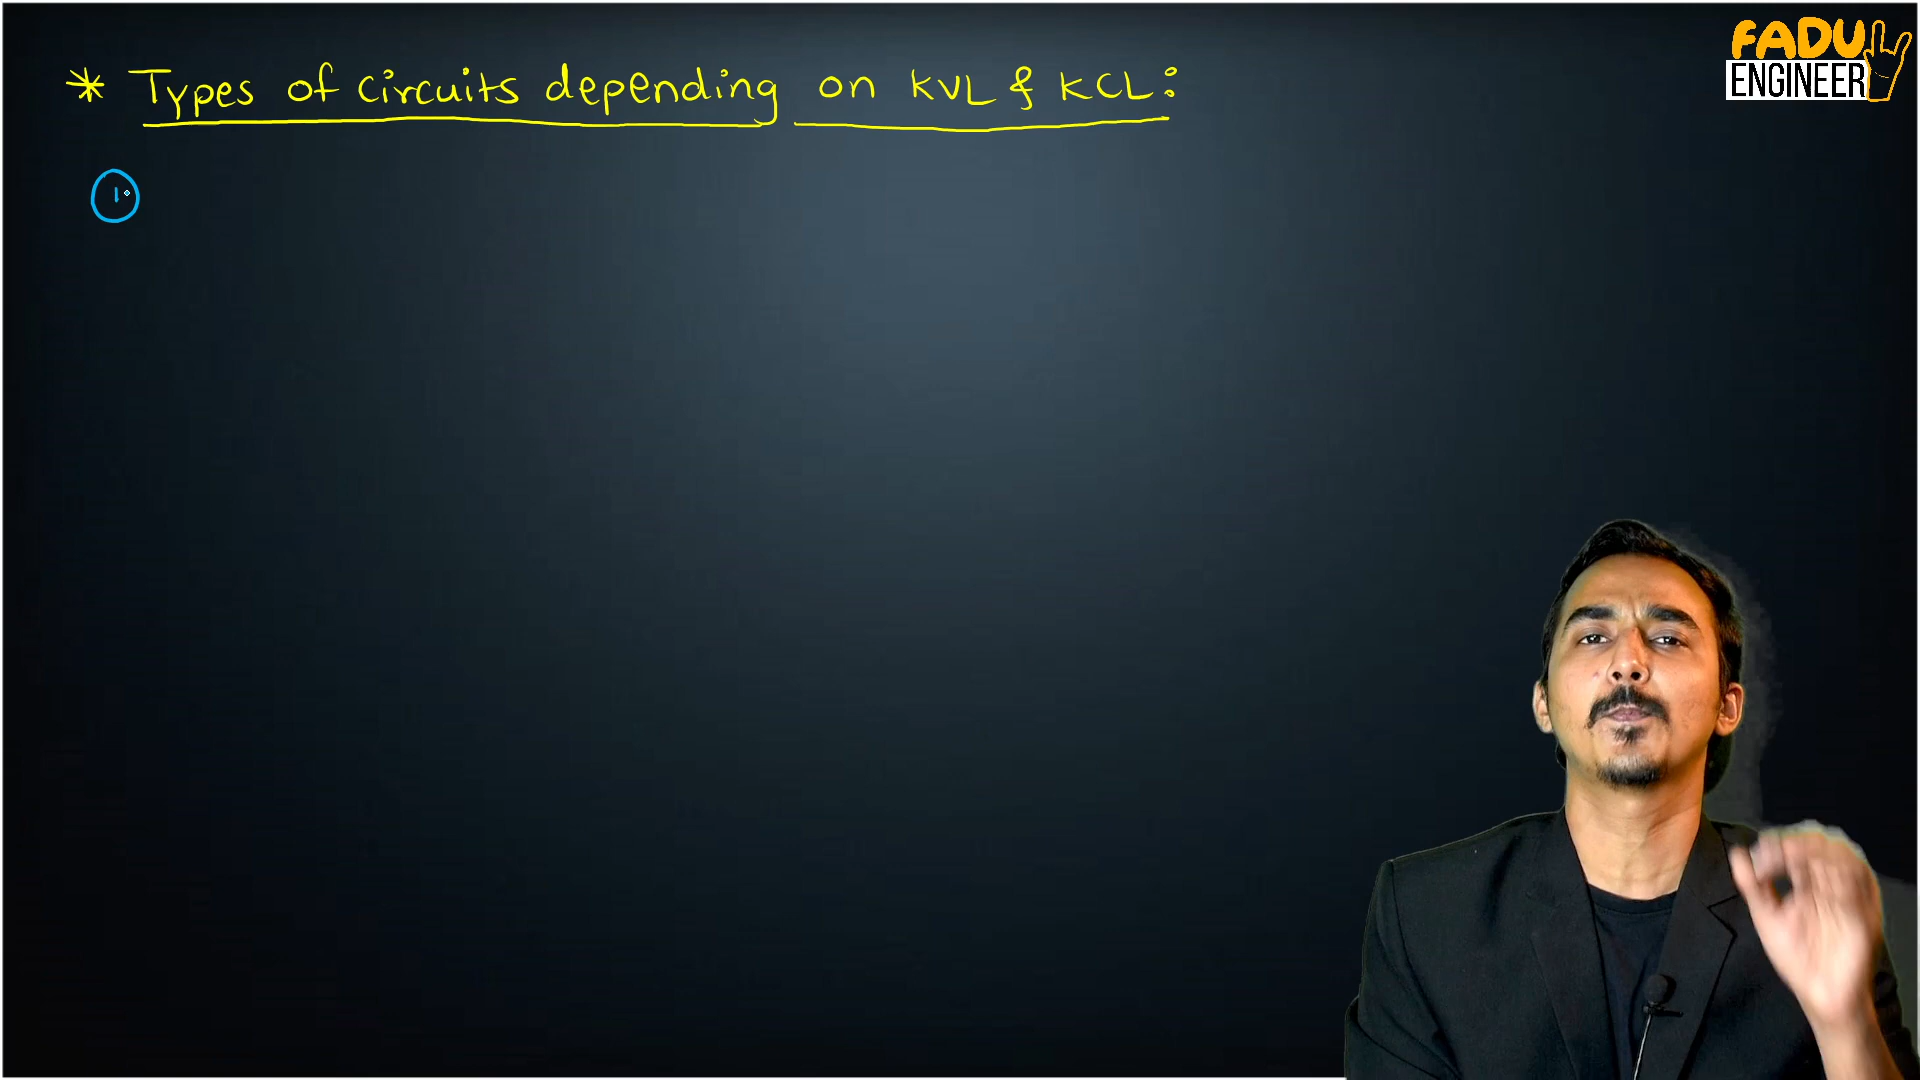 FADU
ENGINEER
* Types of circuits depending on KVL & KCL:
1.